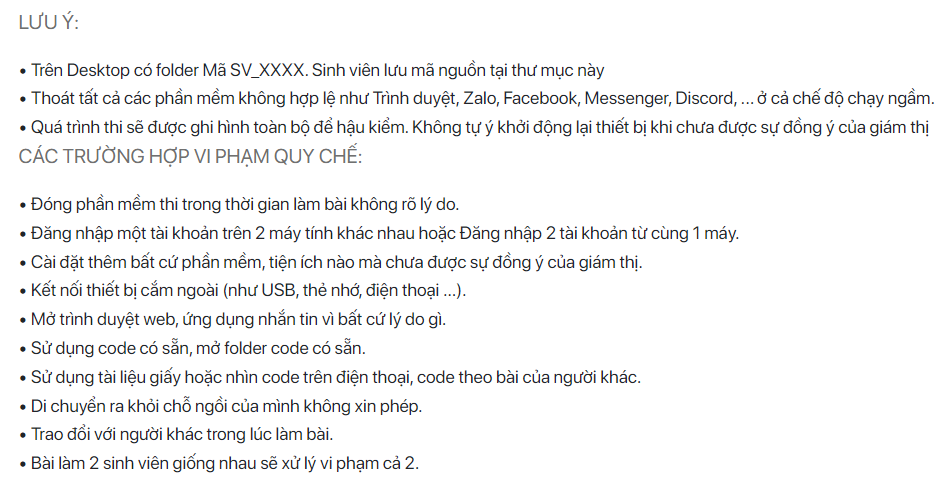 LƯU Ý:
• Trên Desktop có folder Mã SV_XXXX. Sinh viên lưu mã nguồn tại thư mục này
• Thoát tất cả các phần mềm không hợp lệ như Trình duyệt, Zalo, Facebook, Messenger, Discord, ... ở cả chế độ chạy ngầm.
• Quá trình thi sẽ được ghi hình toàn bộ để hậu kiểm. Không tự ý khởi động lại thiết bị khi chưa được sự đồng ý của giám thị
CÁC TRƯỜNG HỢP VI PHẠM QUY CHẾ:
• Đóng phần mềm thi trong thời gian làm bài không rõ lý do.
• Đăng nhập một tài khoản trên 2 máy tính khác nhau hoặc Đăng nhập 2 tài khoản từ cùng 1 máy.
• Cài đặt thêm bất cứ phần mềm, tiện ích nào mà chưa được sự đồng ý của giám thị.
• Kết nối thiết bị cắm ngoài (như USB, thẻ nhớ, điện thoại ...).
• Mở trình duyệt web, ứng dụng nhắn tin vì bất cứ lý do gì.
• Sử dụng code có sẵn, mở folder code có sẵn.
• Sử dụng tài liệu giấy hoặc nhìn code trên điện thoại, code theo bài của người khác.
• Di chuyển ra khỏi chỗ ngồi của mình không xin phép.
• Trao đổi với người khác trong lúc làm bài.
• Bài làm 2 sinh viên giống nhau sẽ xử lý vi phạm cả 2.